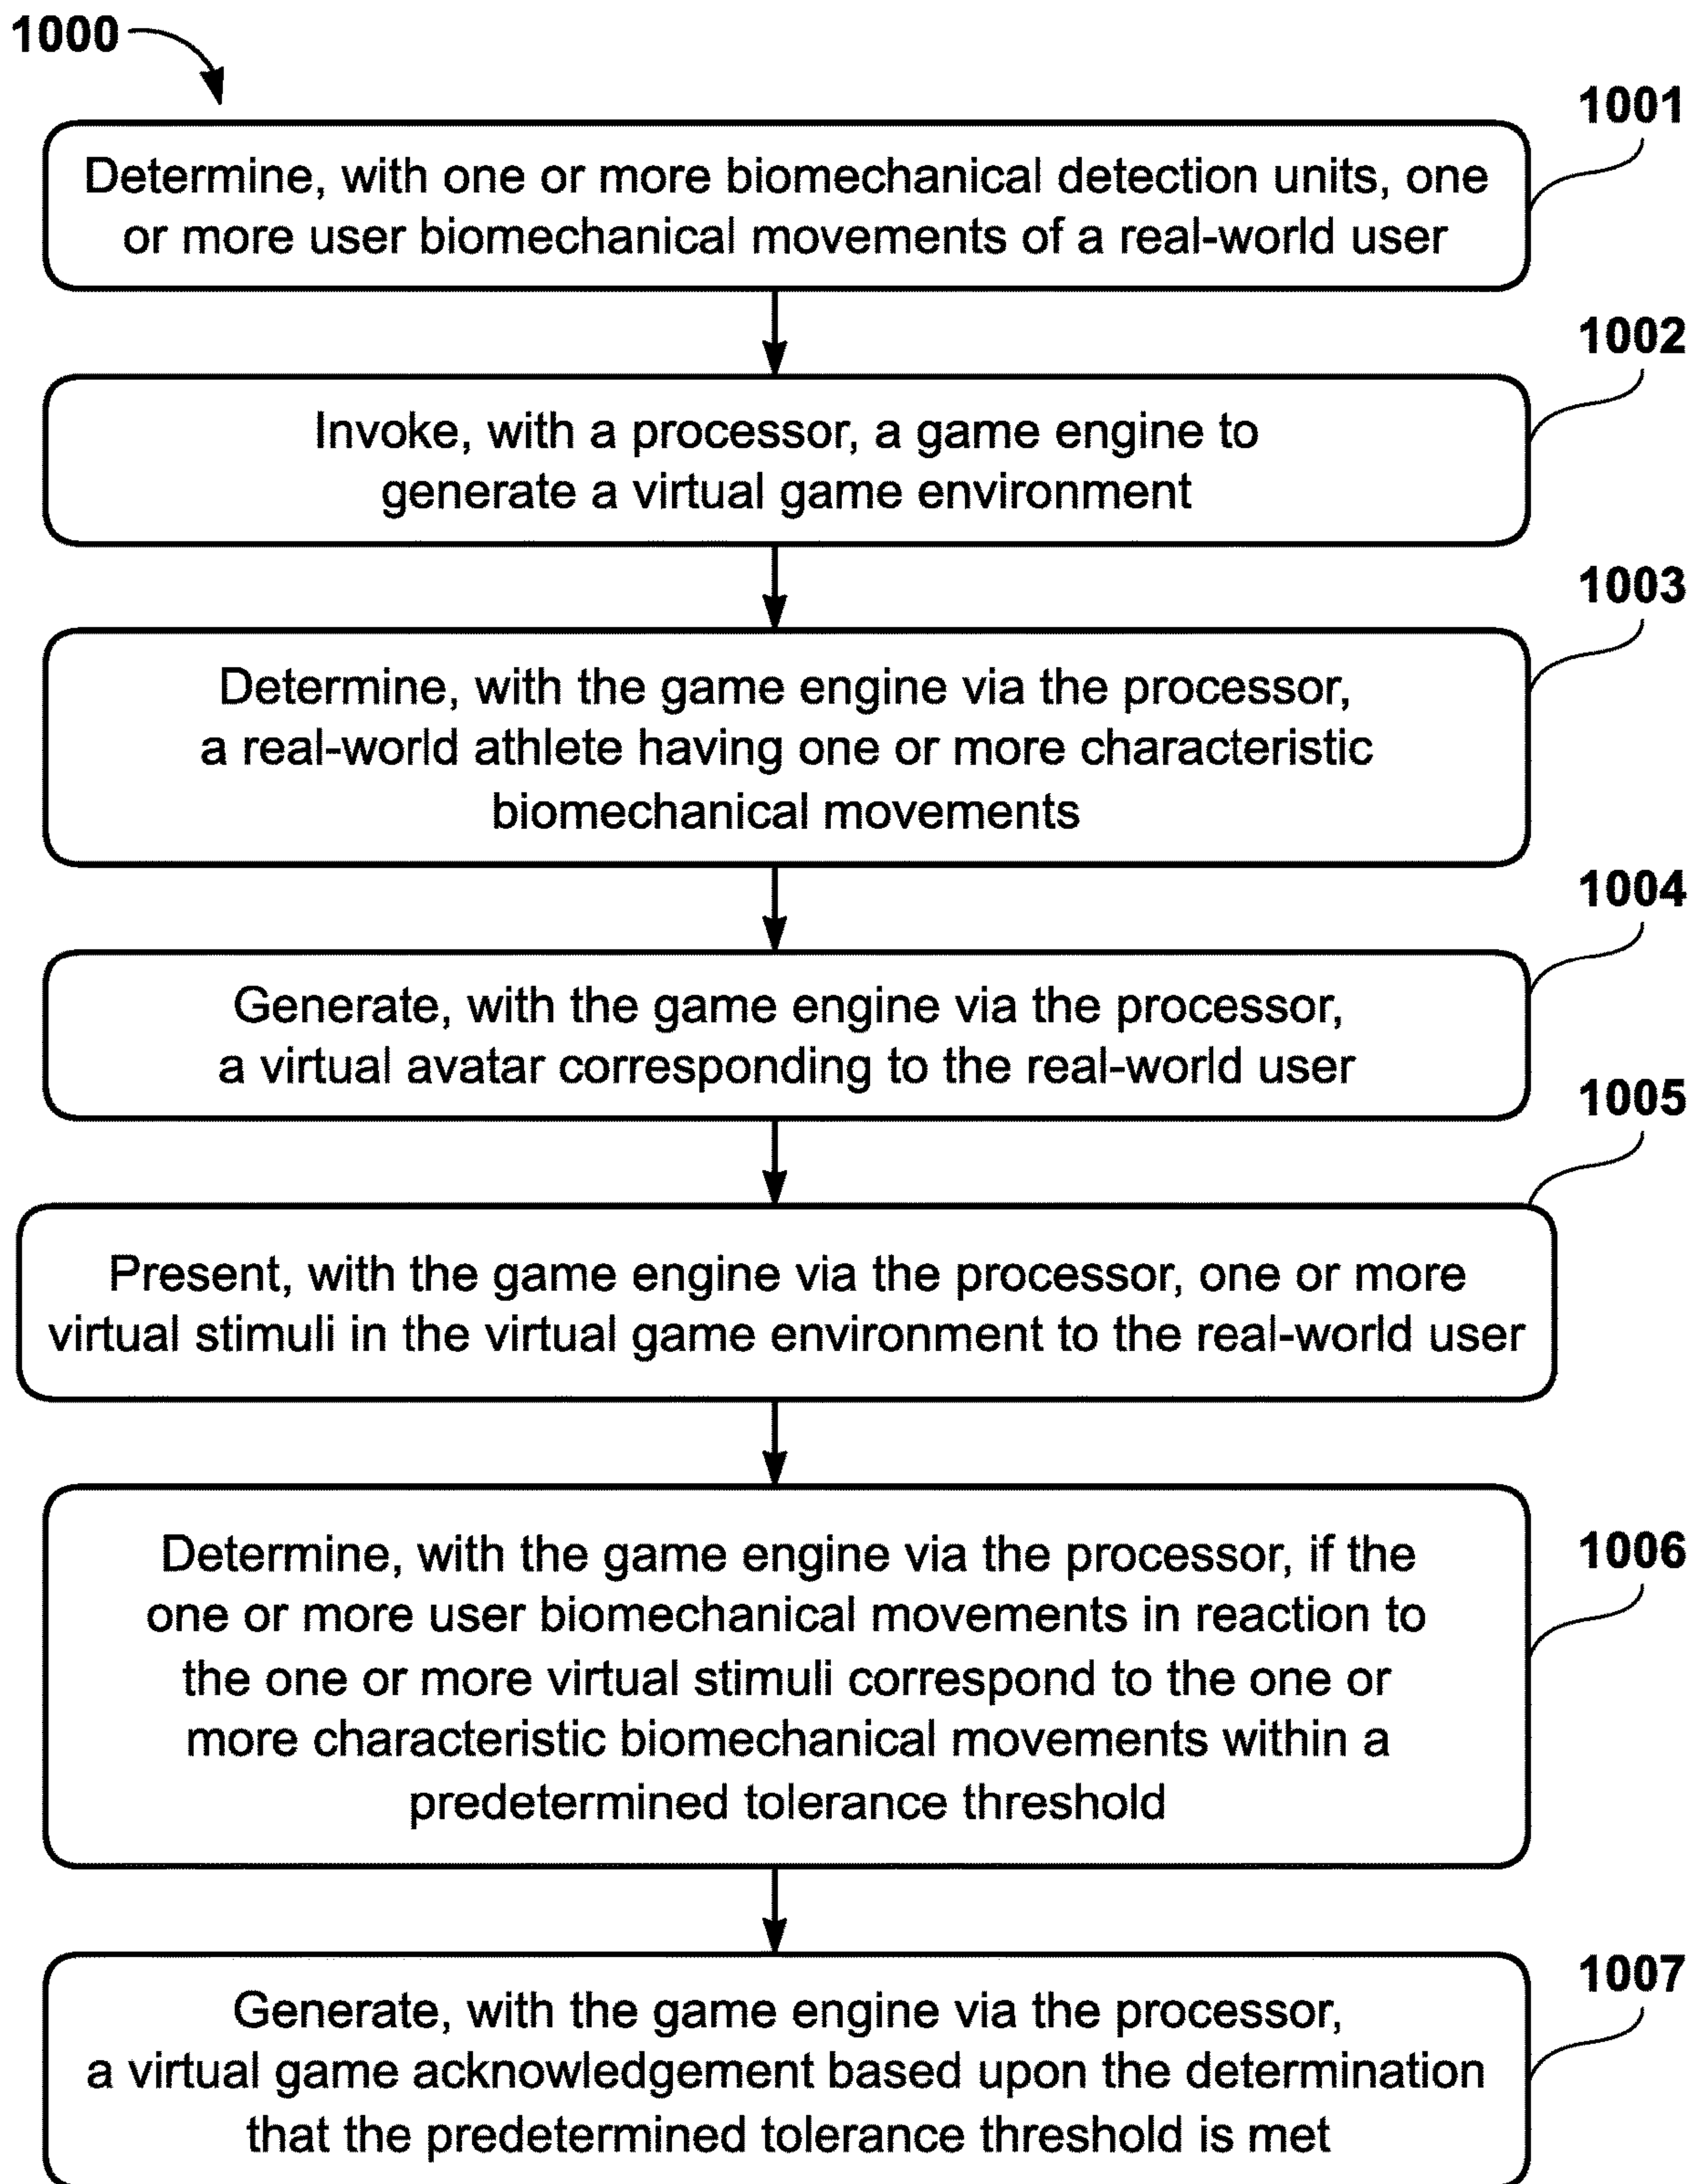 1000
1001
Determine, with one or more biomechanical detection units, one
or more user biomechanical movements of a real-world user
1002
Invoke, with a processor, a game engine to
generate a virtual game environment
1003
Determine, with the game engine via the processor,
a real-world athlete having one or more characteristic
biomechanical movements
1004
Generate, with the game engine via the processor,
a virtual avatar corresponding to the real-world user
1005
Present, with the game engine via the processor, one or more
virtual stimuli in the virtual game environment to the real-world user
1006
Determine, with the game engine via the processor, if the
one or more user biomechanical movements in reaction to
the one or more virtual stimuli correspond to the one or
more characteristic biomechanical movements within a
predetermined tolerance threshold
1007
Generate, with the game engine via the processor,
a virtual game acknowledgement based upon the determination
that the predetermined tolerance threshold is met